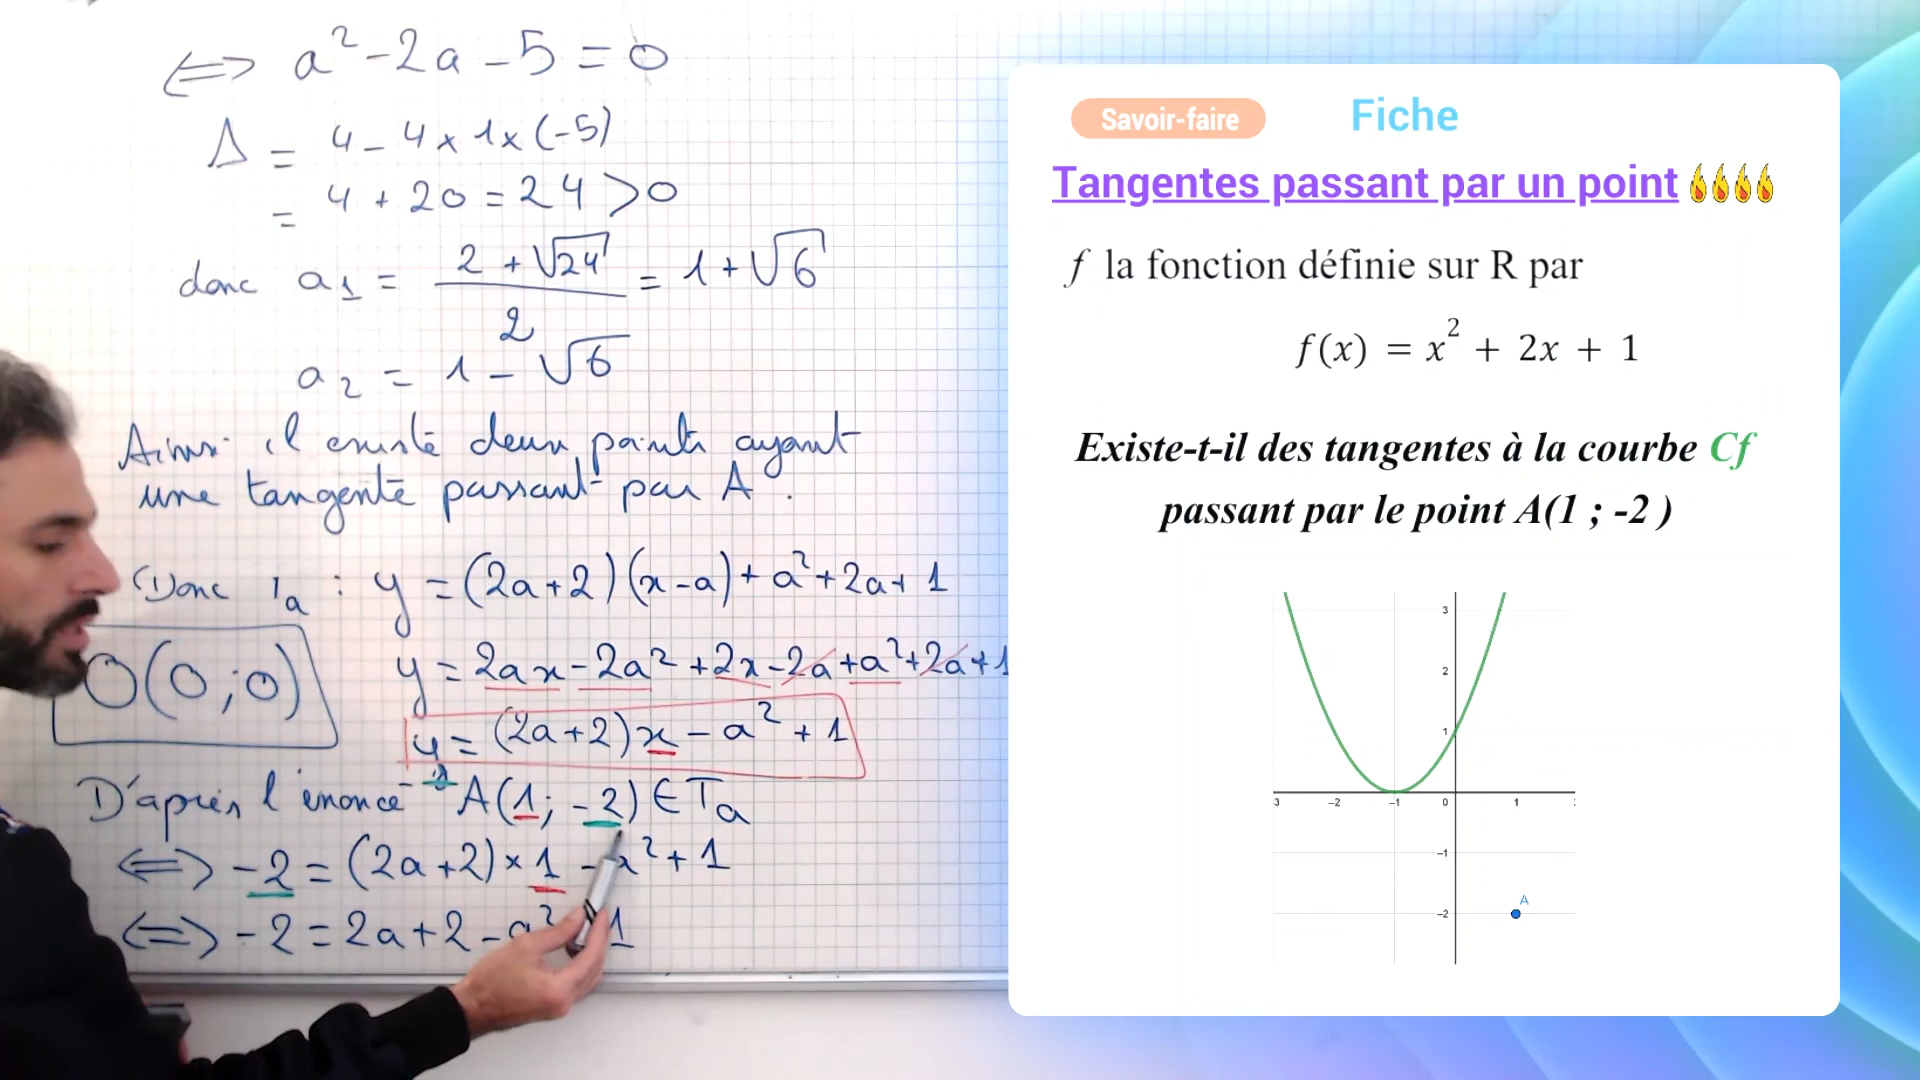 ⇔ a² - 2a - 5 = 0
Δ = 4 - 4 × 1 × (-5)
= 4 + 20 = 24 > 0
donc a₁ = (2 + √24) / 2 = 1 + √6
a₂ = 1 - √6
Ainsi il existe deux points ayant
une tangente passant par A.
Donc Ta : y = (2a+2)(x-a) + a² + 2a + 1
O(0;0)
y = 2ax - 2a² + 2x - 2a + a² + 2a + 1
y = (2a+2)x - a² + 1
D'après l'énoncé A(1; -2) ∈ Ta
⇔ -2 = (2a+2) × 1 - a² + 1
⇔ -2 = 2a + 2 - a² 1
Savoir-faire
Fiche
Tangentes passant par un point
f la fonction définie sur R par
f(x) = x² + 2x + 1
Existe-t-il des tangentes à la courbe Cf
passant par le point A(1 ; -2 )
3
2
1
3 -2 -1 0 1
-1
A
-2